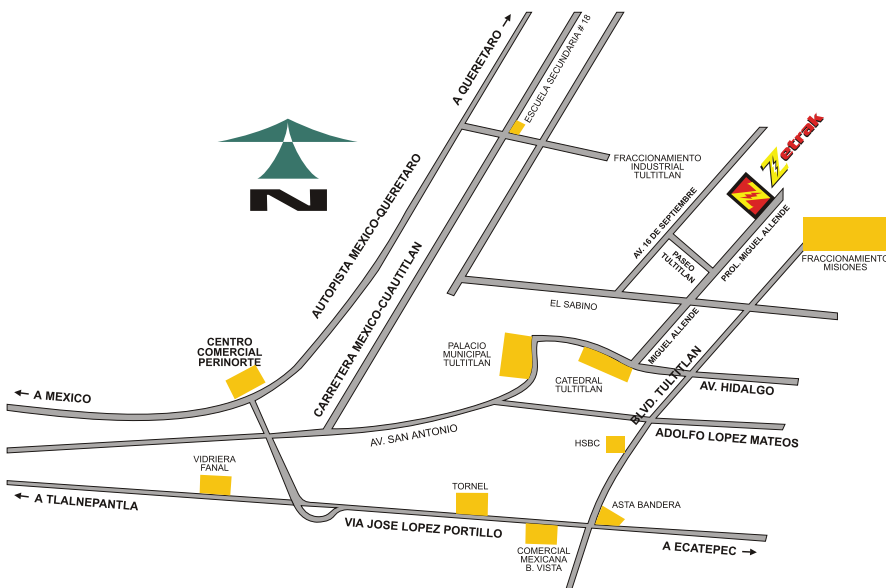 A QUERETARO
ESCUELA SECUNDARIA # 18
Zetrak
FRACCIONAMIENTO
INDUSTRIAL
TULTITLAN
AUTOPISTA MEXICO-QUERETARO
N
AV. 16 DE SEPTIEMBRE
PASEO
TULTITLAN
PROL. MIGUEL ALLENDE
FRACCIONAMIENTO
MISIONES
CARRETERA MEXICO-CUAUTITLAN
EL SABINO
CENTRO
COMERCIAL
PERINORTE
PALACIO
MUNICIPAL
TULTITLAN
MIGUEL ALLENDE
CATEDRAL
TULTITLAN
BLVD. TULTITLAN
AV. HIDALGO
A MEXICO
AV. SAN ANTONIO
ADOLFO LOPEZ MATEOS
HSBC
VIDRIERA
FANAL
TORNEL
A TLALNEPANTLA
ASTA BANDERA
VIA JOSE LOPEZ PORTILLO
COMERCIAL
MEXICANA
B. VISTA
A ECATEPEC